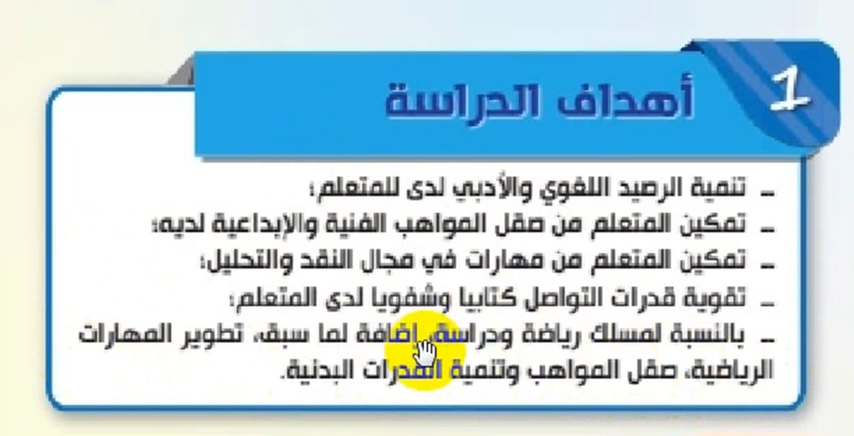 1
أهداف الدراسة
ـ تنمية الرصيد اللغوي والأدبي لدى للمتعلم؛
ـ تمكين المتعلم من صقل المواهب الفنية والإبداعية لديه؛
ـ تمكين المتعلم من مهارات في مجال النقد والتحليل؛
ـ تقوية قدرات التواصل كتابيا وشفويا لدى المتعلم؛
ـ بالنسبة لمسلك رياضة ودراسة، إضافة لما سبق، تطوير المهارات
الرياضية، صقل المواهب وتنمية القدرات البدنية.